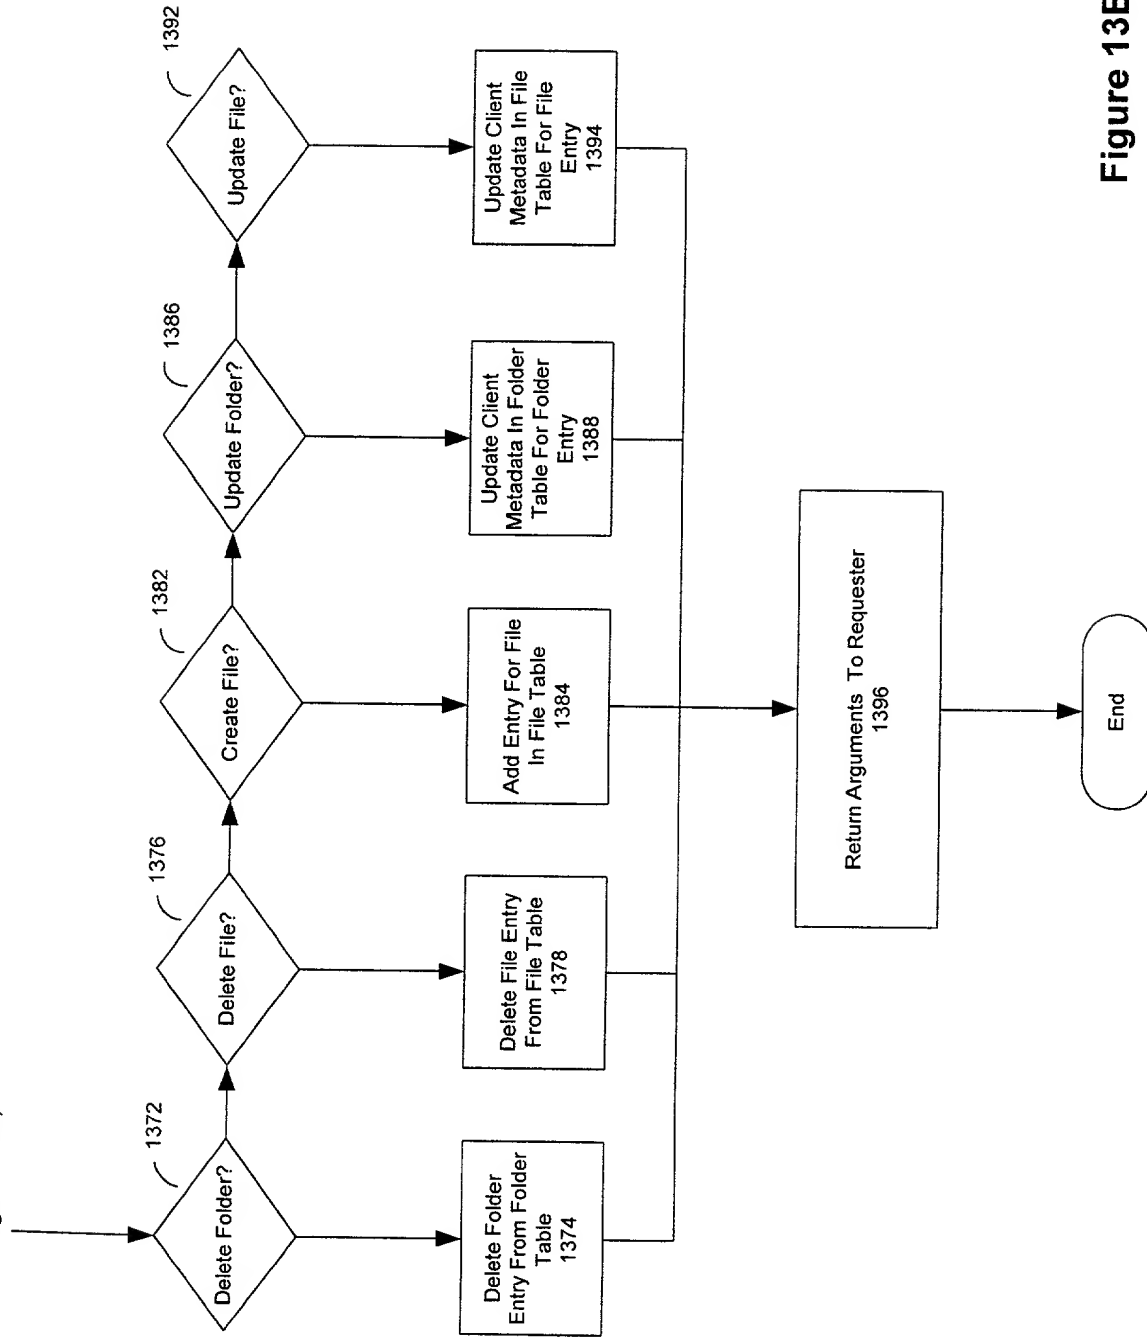 Delete Folder?
1372
Delete File?
1376
Create File?
1382
Update Folder?
1386
Update File?
1392
Delete Folder
Entry From Folder
Table
1374
Delete File Entry
From File Table
1378
Add Entry For File
In File Table
1384
Update Client
Metadata In Folder
Table For Folder
Entry
1388
Update Client
Metadata In File
Table For File
Entry
1394
Return Arguments To Requester
1396
End
Figure 13B